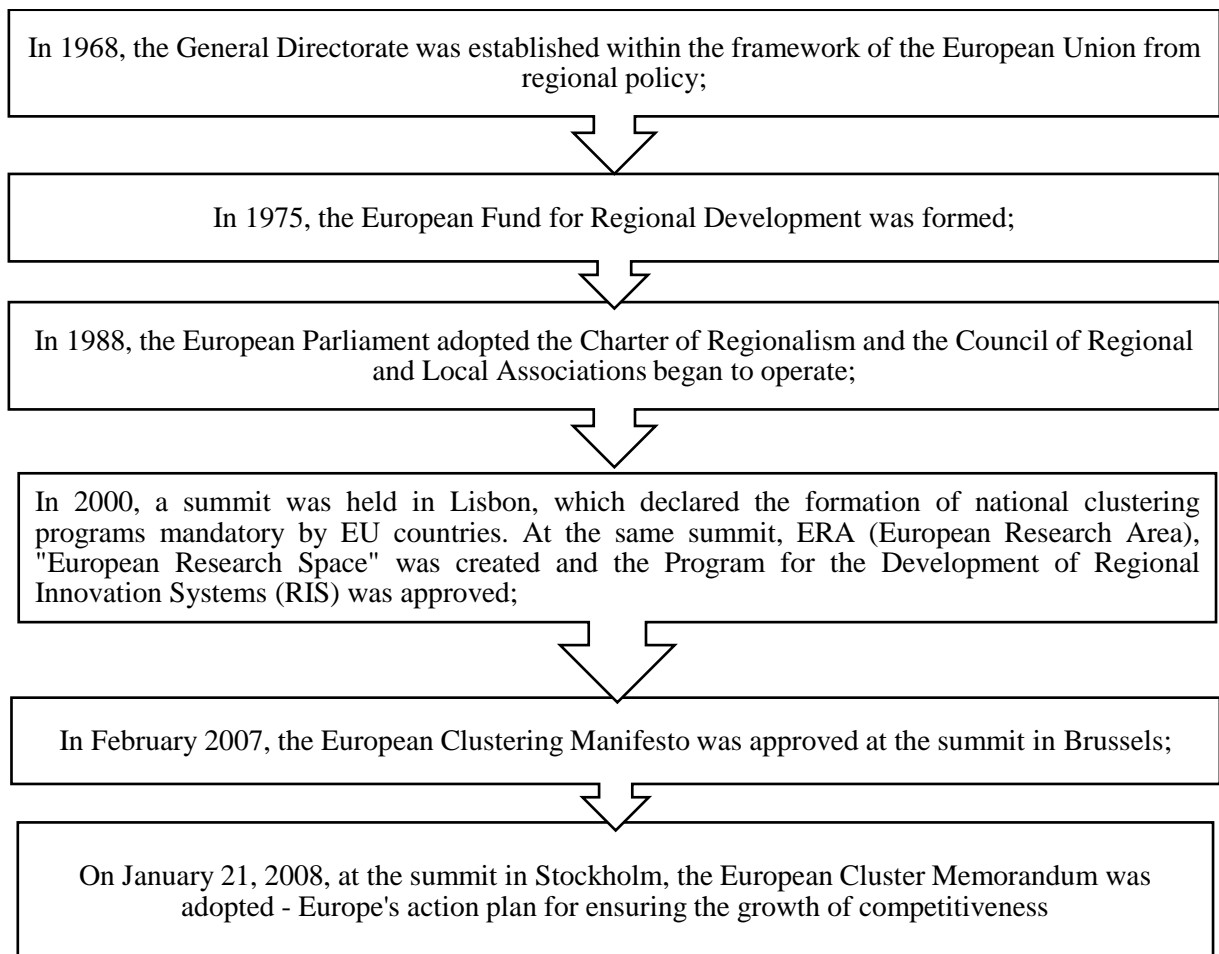 In 1968, the General Directorate was established within the framework of the European Union from
regional policy;
In 1975, the European Fund for Regional Development was formed;
In 1988, the European Parliament adopted the Charter of Regionalism and the Council of Regional
and Local Associations began to operate;
In 2000, a summit was held in Lisbon, which declared the formation of national clustering
programs mandatory by EU countries. At the same summit, ERA (European Research Area),
"European Research Space" was created and the Program for the Development of Regional
Innovation Systems (RIS) was approved;
In February 2007, the European Clustering Manifesto was approved at the summit in Brussels;
On January 21, 2008, at the summit in Stockholm, the European Cluster Memorandum was
adopted - Europe's action plan for ensuring the growth of competitiveness